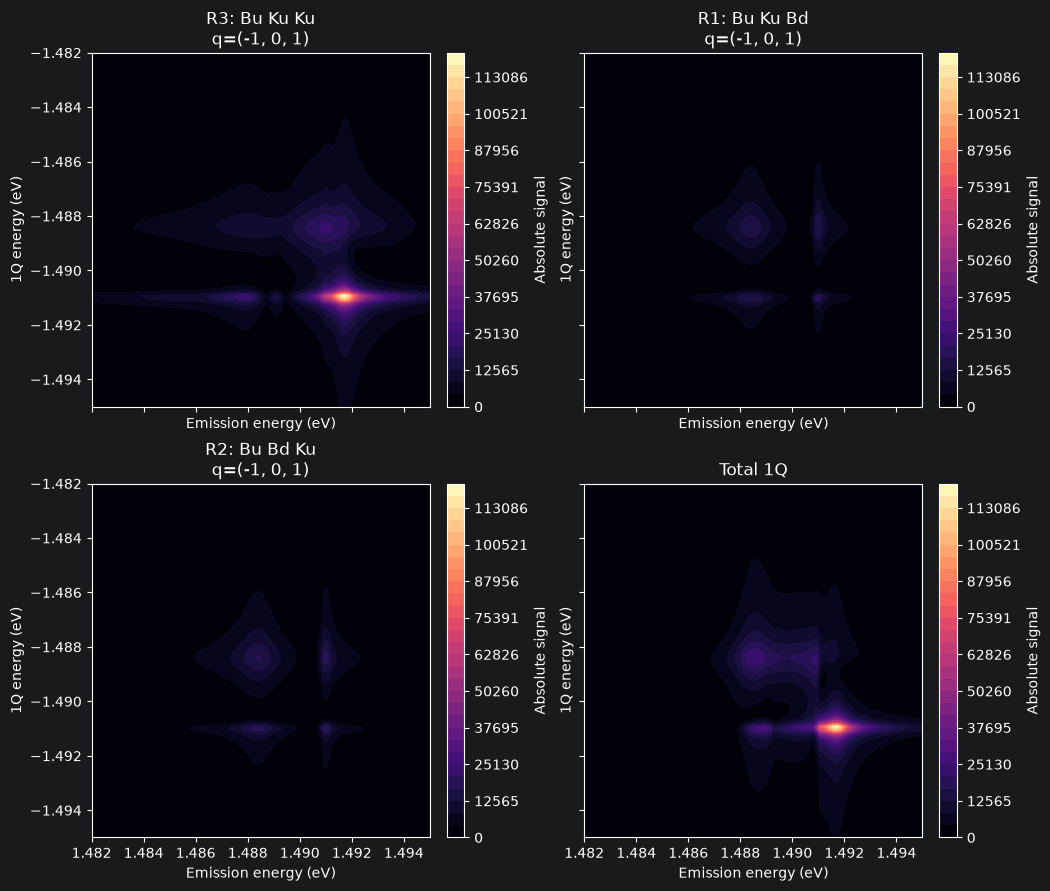 R3: Bu Ku Ku
q=(-1, 0, 1)
−1.482
−1.484
−1.486
−1.488
−1.490
−1.492
−1.494
1Q energy (eV)
Emission energy (eV)
113086
100521
87956
75391
62826
50260
37695
25130
12565
0
Absolute signal
R1: Bu Ku Bd
q=(-1, 0, 1)
1Q energy (eV)
Emission energy (eV)
113086
100521
87956
75391
62826
50260
37695
25130
12565
0
Absolute signal
R2: Bu Bd Ku
q=(-1, 0, 1)
−1.482
−1.484
−1.486
−1.488
−1.490
−1.492
−1.494
1Q energy (eV)
1.482 1.484 1.486 1.488 1.490 1.492 1.494
Emission energy (eV)
113086
100521
87956
75391
62826
50260
37695
25130
12565
0
Absolute signal
Total 1Q
1Q energy (eV)
1.482 1.484 1.486 1.488 1.490 1.492 1.494
Emission energy (eV)
113086
100521
87956
75391
62826
50260
37695
25130
12565
0
Absolute signal